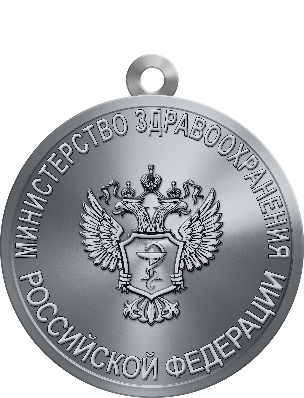 МИНИСТЕРСТВО ЗДРАВООХРАНЕНИЯ
РОССИЙСКОЙ ФЕДЕРАЦИИ